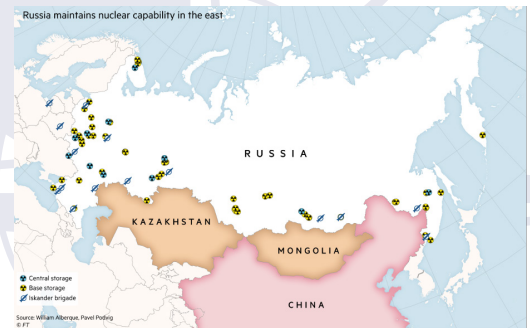 Russia maintains nuclear capability in the east
RUSSIA
KAZAKHSTAN
MONGOLIA
CHINA
Central storage
Base storage
Iskander brigade
Source: William Alberque, Pavel Podvig
© FT